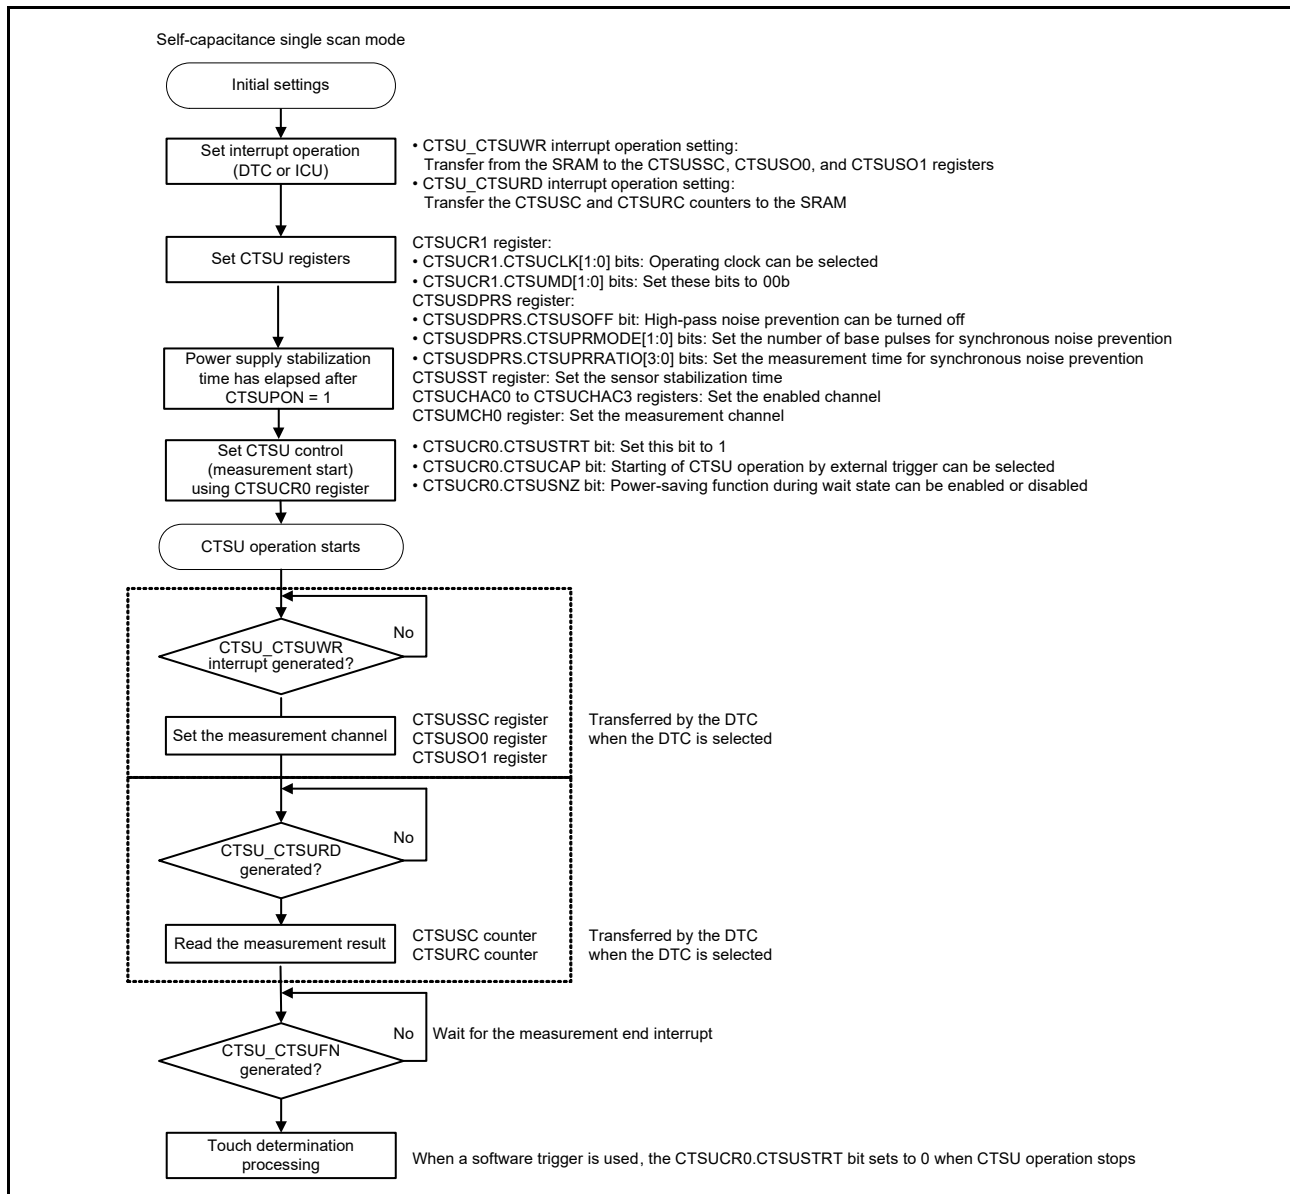 Self-capacitance single scan mode
Initial settings
Set interrupt operation
(DTC or ICU)
• CTSU_CTSUWR interrupt operation setting:
Transfer from the SRAM to the CTSUSSC, CTSUSO0, and CTSUSO1 registers
• CTSU_CTSURD interrupt operation setting:
Transfer the CTSUSC and CTSURC counters to the SRAM
Set CTSU registers
CTSUCR1 register:
• CTSUCR1.CTSUCLK[1:0] bits: Operating clock can be selected
• CTSUCR1.CTSUMD[1:0] bits: Set these bits to 00b
CTSUSDPRS register:
• CTSUSDPRS.CTSUSOFF bit: High-pass noise prevention can be turned off
• CTSUSDPRS.CTSUPRMODE[1:0] bits: Set the number of base pulses for synchronous noise prevention
• CTSUSDPRS.CTSUPRRATIO[3:0] bits: Set the measurement time for synchronous noise prevention
CTSUSST register: Set the sensor stabilization time
CTSUCHAC0 to CTSUCHAC3 registers: Set the enabled channel
CTSUMCH0 register: Set the measurement channel
Power supply stabilization
time has elapsed after
CTSUPON = 1
Set CTSU control
(measurement start)
using CTSUCR0 register
• CTSUCR0.CTSUSTRT bit: Set this bit to 1
• CTSUCR0.CTSUCAP bit: Starting of CTSU operation by external trigger can be selected
• CTSUCR0.CTSUSNZ bit: Power-saving function during wait state can be enabled or disabled
CTSU operation starts
CTSU_CTSUWR
interrupt generated?
No
Set the measurement channel
CTSUSSC register
CTSUSO0 register
CTSUSO1 register
Transferred by the DTC
when the DTC is selected
CTSU_CTSURD
generated?
No
Read the measurement result
CTSUSC counter
CTSURC counter
Transferred by the DTC
when the DTC is selected
CTSU_CTSUFN
generated?
No
Wait for the measurement end interrupt
Touch determination
processing
When a software trigger is used, the CTSUCR0.CTSUSTRT bit sets to 0 when CTSU operation stops